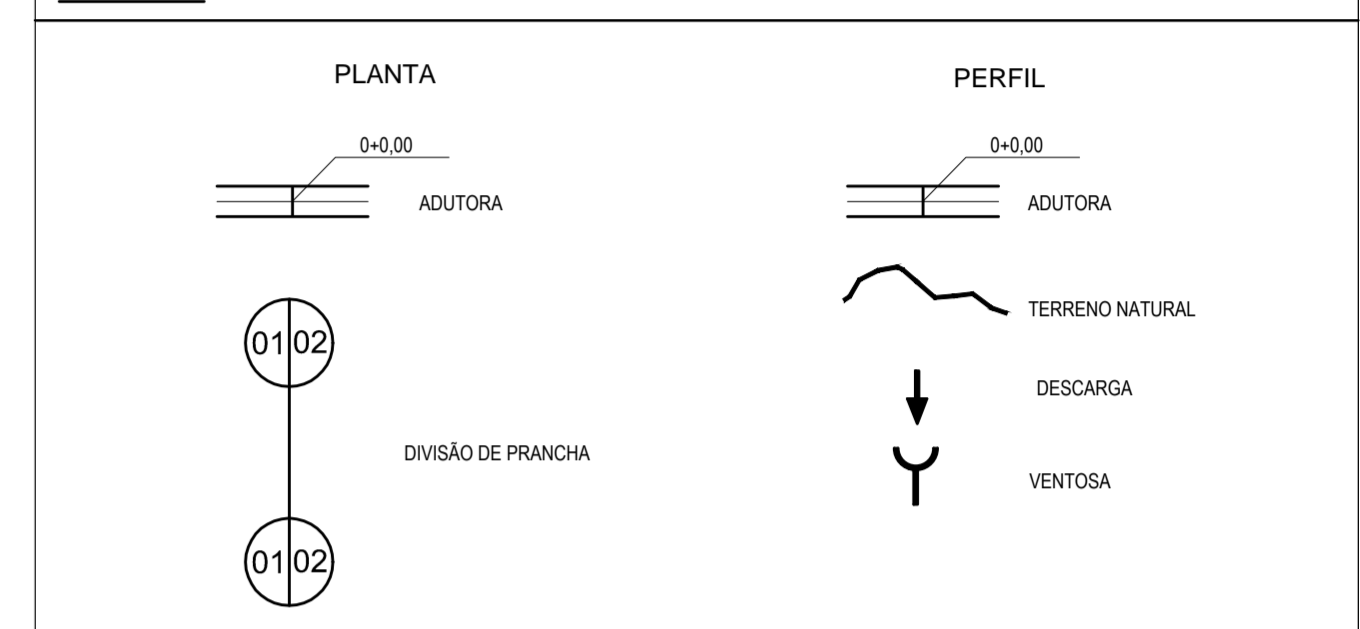 PLANTA
0+0,00
ADUTORA
01 02
DIVISÃO DE PRANCHA
01 02
PERFIL
0+0,00
ADUTORA
TERRENO NATURAL
DESCARGA
VENTOSA